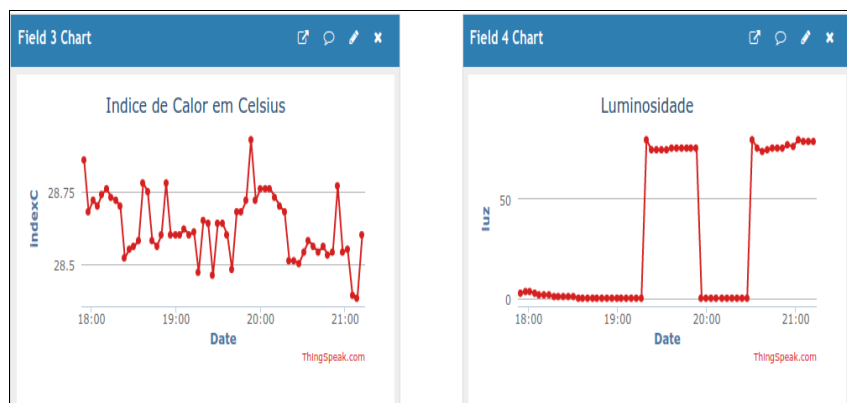 Field 3 Chart
Indice de Calor em Celsius
28.75
28.5
IndexC
18:00 19:00 20:00 21:00
Date
ThingSpeak.com
Field 4 Chart
Luminosidade
50
0
luz
18:00 19:00 20:00 21:00
Date
ThingSpeak.com